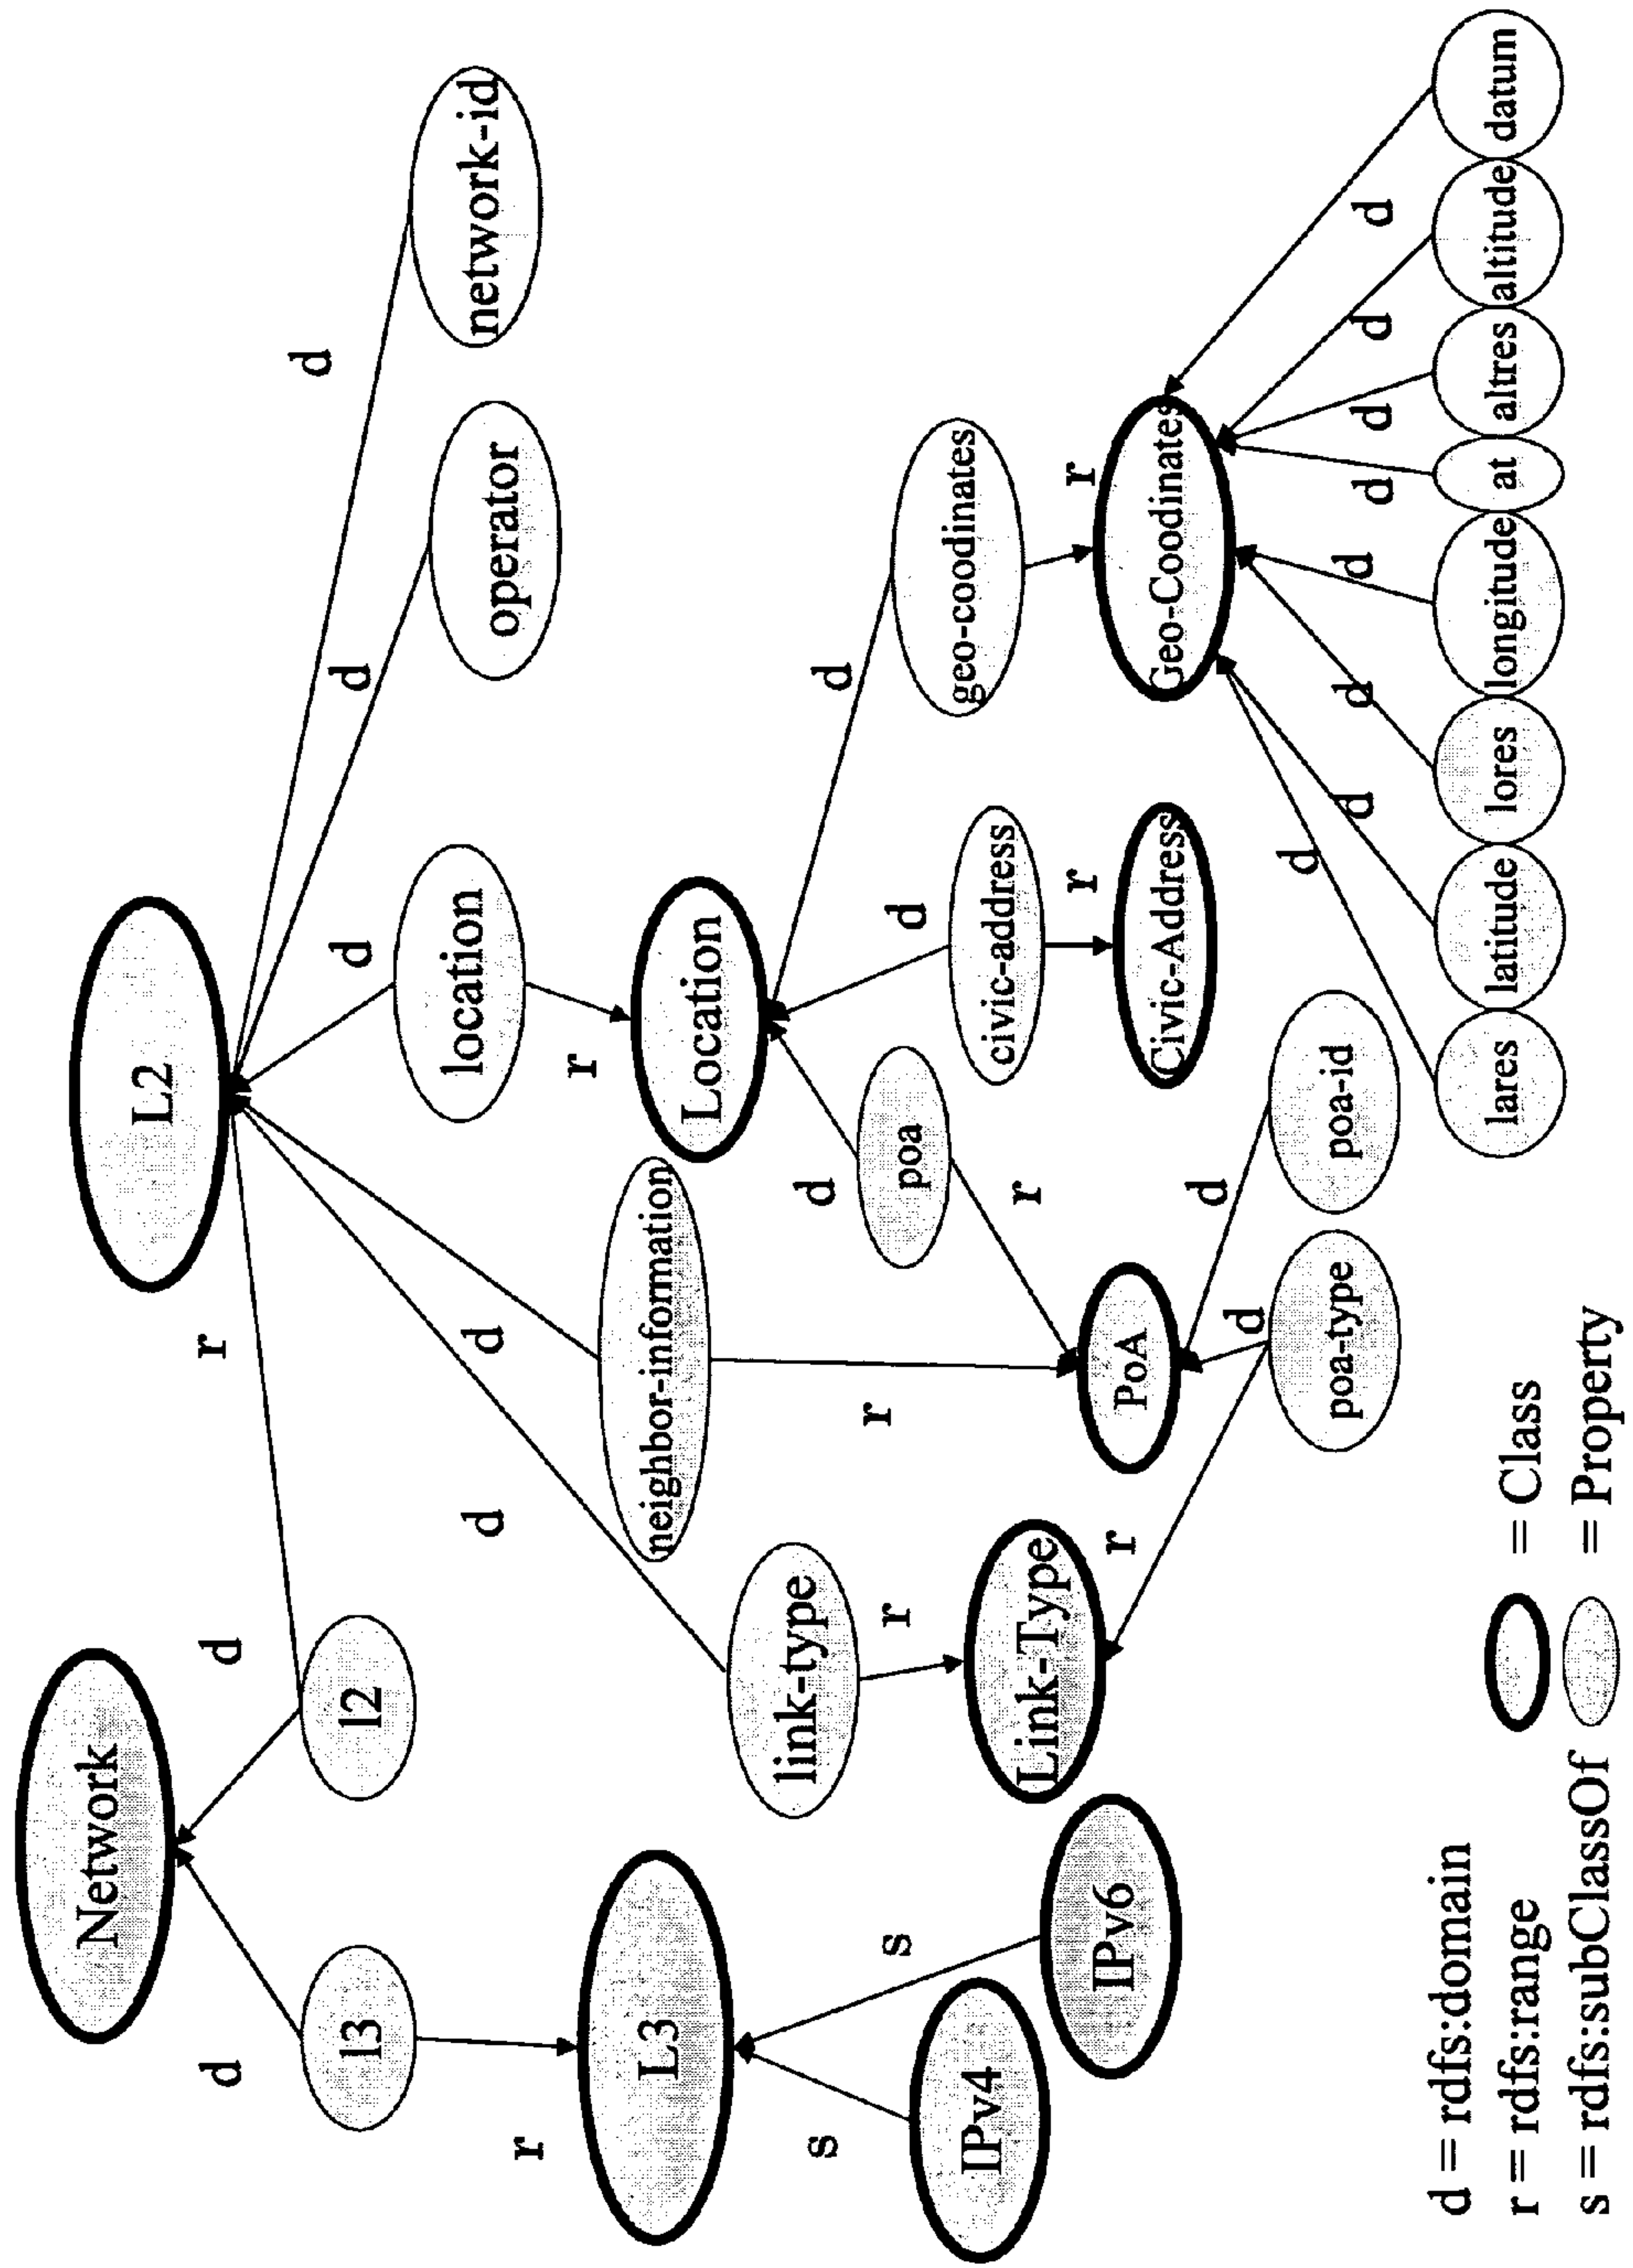 Network
L2
d
d
r
l3
l2
d
d
d
d
d
location
operator
network-id
r
r
L3
neighbor-information
Location
s
s
link-type
d
poa
d
d
r
r
r
civic-address
geo-coodinates
r
r
IPv4
IPv6
Link-Type
PoA
Civic-Address
Geo-Coodinates
r
d
d
poa-type
poa-id
d
d
d
d
d
d
d
d
lares
latitude
lores
longitude
at
altres
altitude
datum
d = rdfs:domain
r = rdfs:range
= Class
s = rdfs:subClassOf
= Property